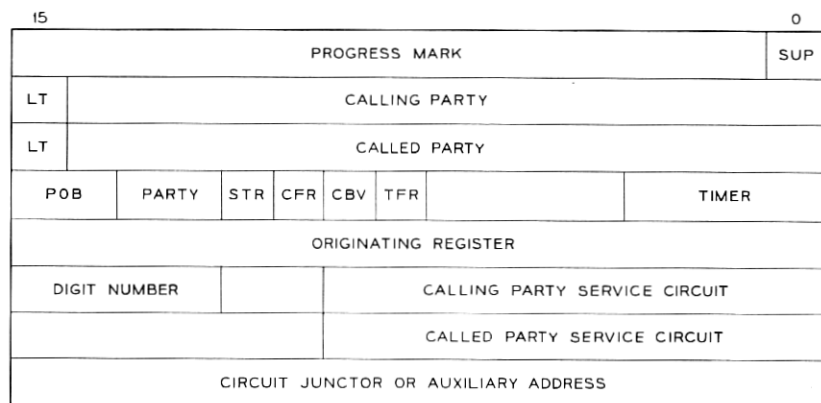 15 0
PROGRESS MARK SUP
LT CALLING PARTY
LT CALLED PARTY
POB PARTY STR CFR CBV TFR TIMER
ORIGINATING REGISTER
DIGIT NUMBER CALLING PARTY SERVICE CIRCUIT
CALLED PARTY SERVICE CIRCUIT
CIRCUIT JUNCTOR OR AUXILIARY ADDRESS